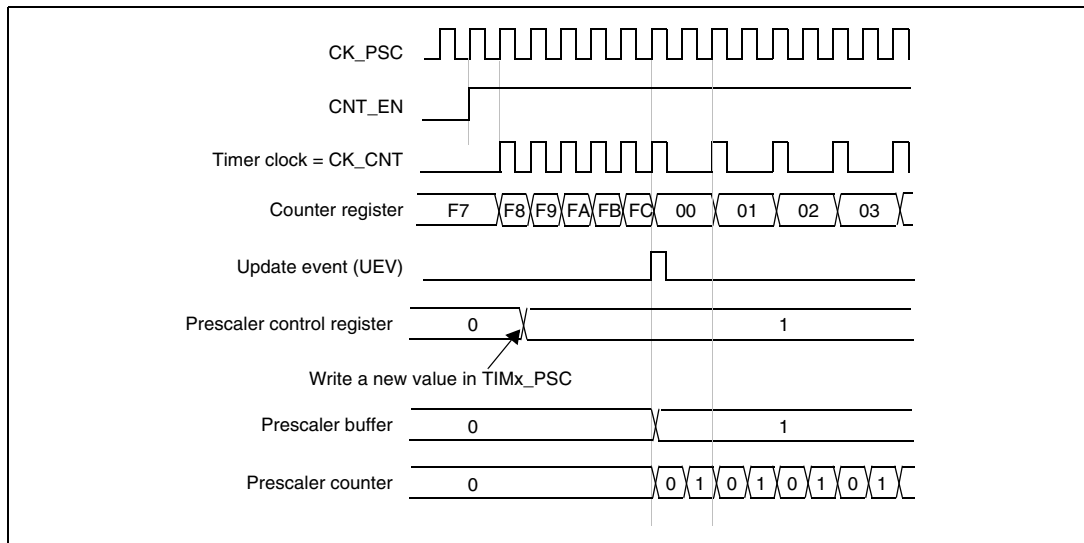 CK_PSC
CNT_EN
Timer clock = CK_CNT
Counter register F7 F8 F9 FA FB FC 00 01 02 03
Update event (UEV)
Prescaler control register 0 1
Write a new value in TIMx_PSC
Prescaler buffer 0 1
Prescaler counter 0 0 1 0 1 0 1 0 1